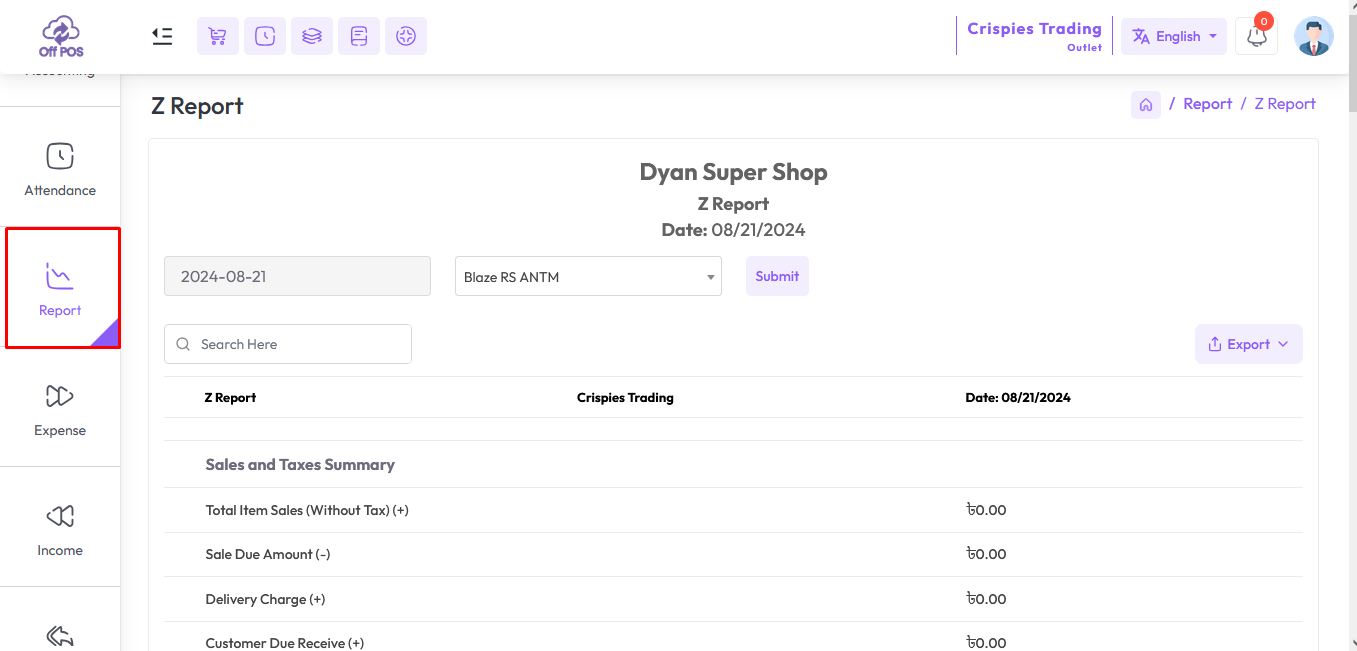 Off POS
Crispies Trading
Outlet
English
0
Accounting
Attendance
Report
Expense
Income
Z Report
/ Report / Z Report
Dyan Super Shop
Z Report
Date: 08/21/2024
2024-08-21
Blaze RS ANTM
Submit
Search Here
Export
Z Report Crispies Trading Date: 08/21/2024
Sales and Taxes Summary
Total Item Sales (Without Tax) (+) ৳0.00
Sale Due Amount (-) ৳0.00
Delivery Charge (+) ৳0.00
Customer Due Receive (+) ৳0.00